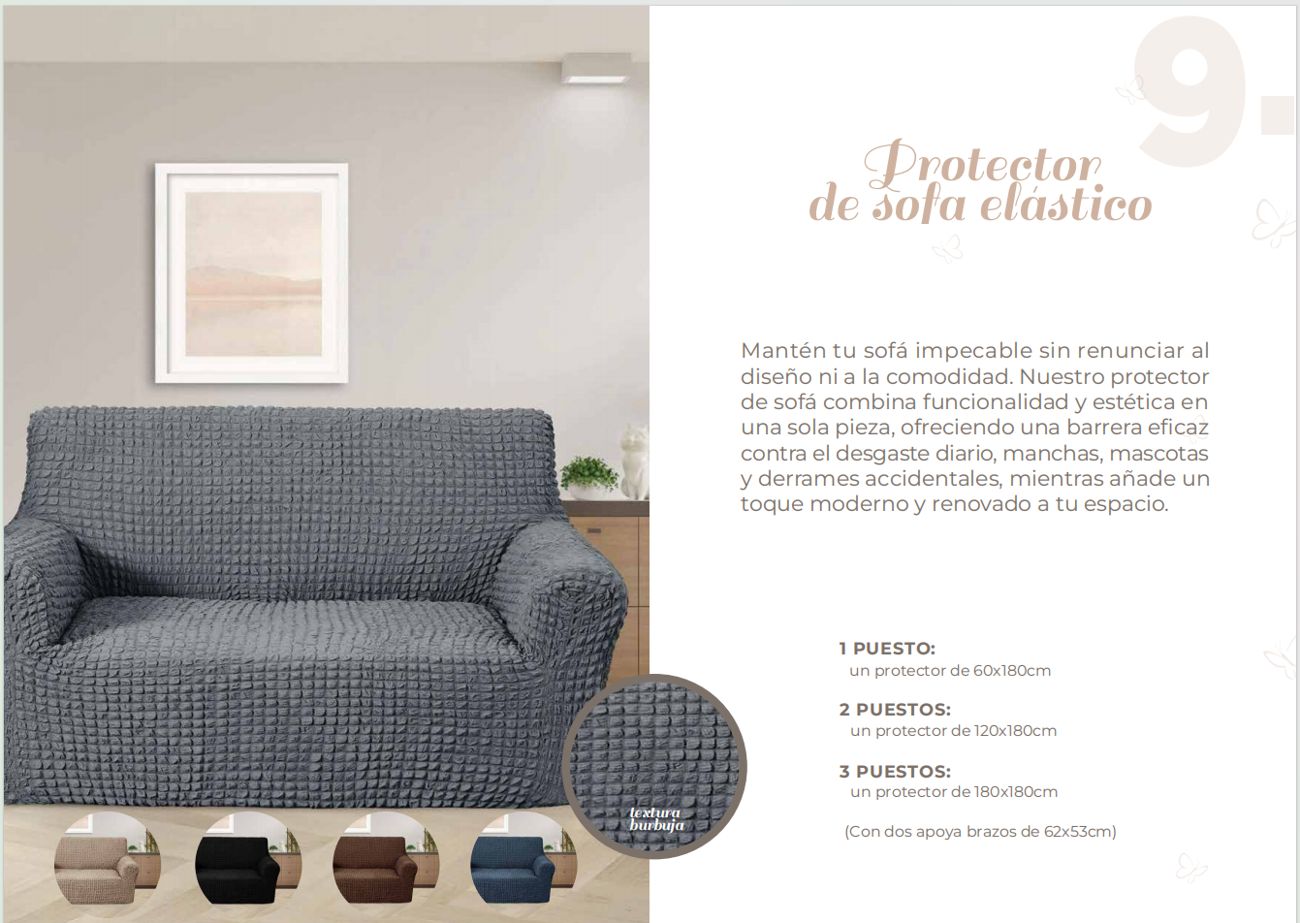 9.
Protector
de sofa elástico
Mantén tu sofá impecable sin renunciar al
diseño ni a la comodidad. Nuestro protector
de sofá combina funcionalidad y estética en
una sola pieza, ofreciendo una barrera eficaz
contra el desgaste diario, manchas, mascotas
y derrames accidentales, mientras añade un
toque moderno y renovado a tu espacio.
1 PUESTO:
un protector de 60x180cm
2 PUESTOS:
un protector de 120x180cm
3 PUESTOS:
un protector de 180x180cm
(Con dos apoya brazos de 62x53cm)
textura
burbuja